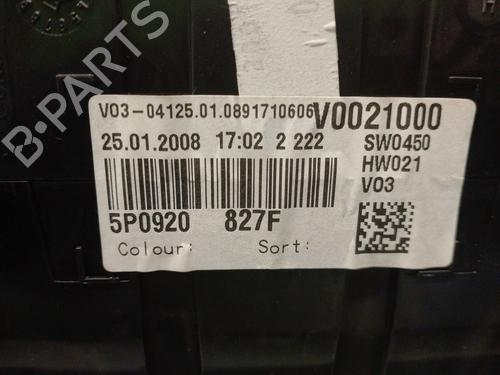 V03-04125.01.0891710606
V0021000
25.01.2008 17:02 2 222
SW0450
HW021
V03
5P0920 827F
Colour: Sort:
B-PARTS